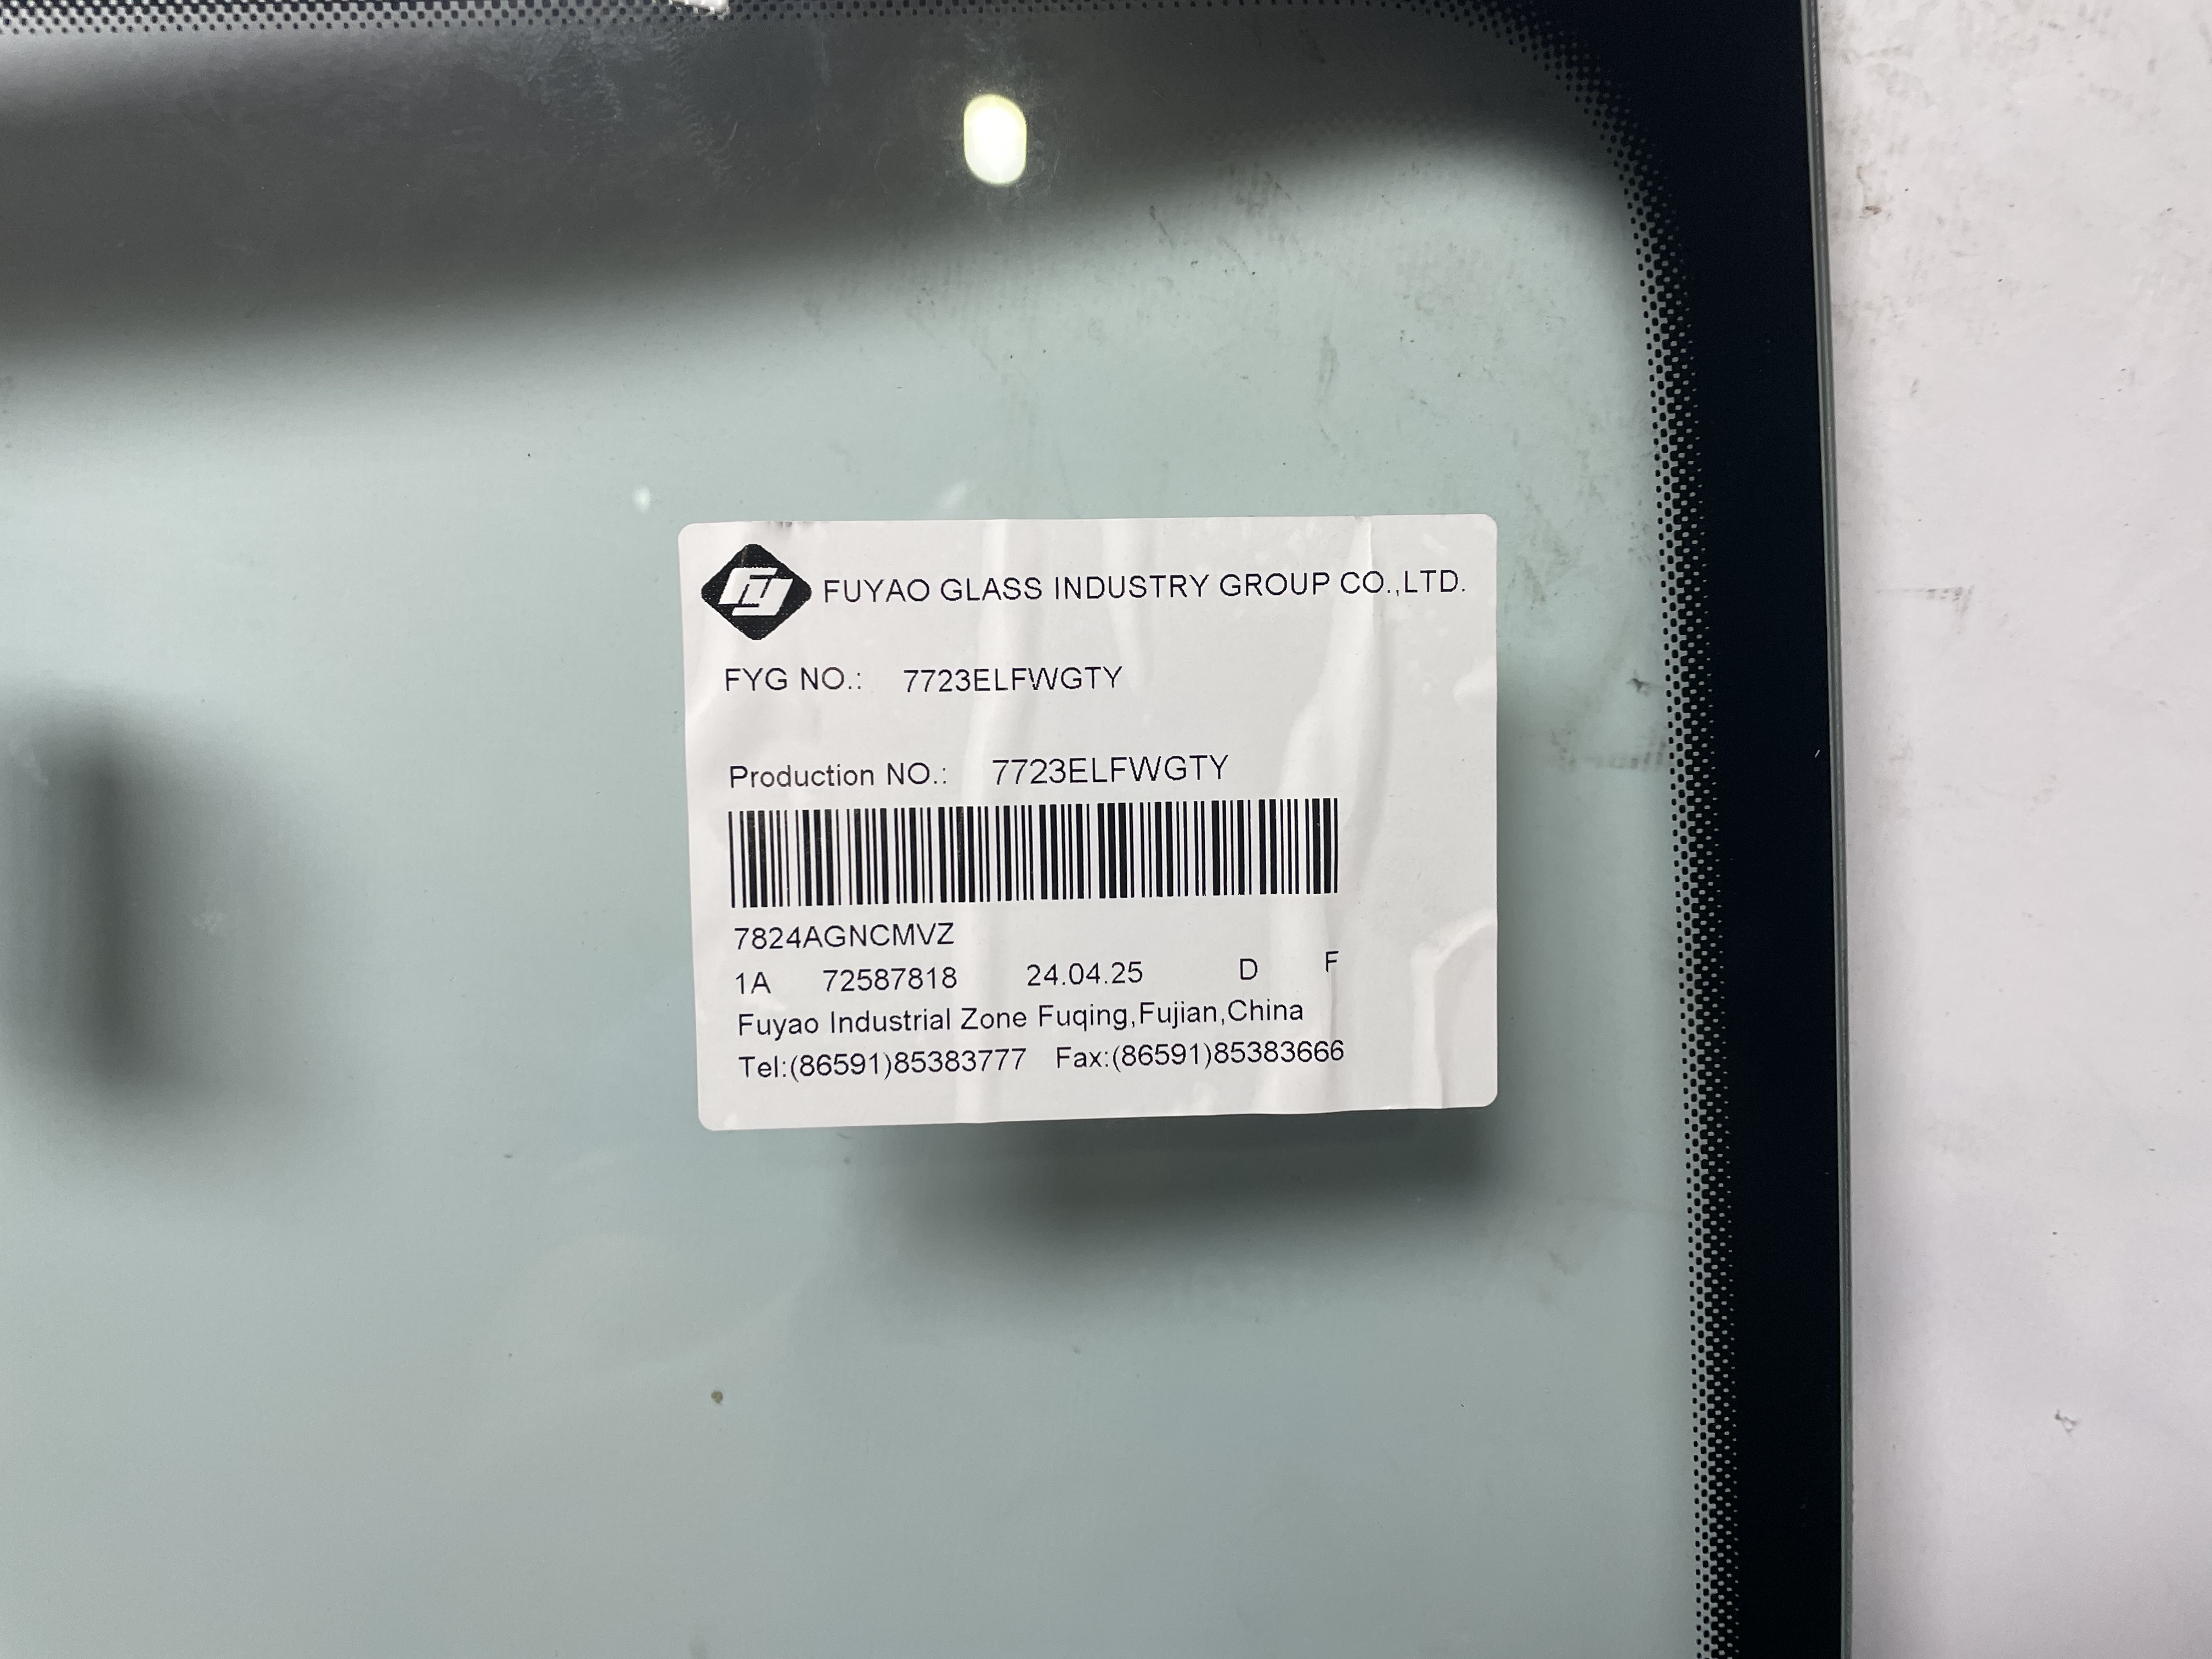 FUYAO GLASS INDUSTRY GROUP CO.,LTD.
FYG NO.: 7723ELFWGTY
Production NO.: 7723ELFWGTY
7824AGNCMVZ
1A 72587818 24.04.25 D F
Fuyao Industrial Zone Fuqing,Fujian,China
Tel:(86591)85383777 Fax:(86591)85383666